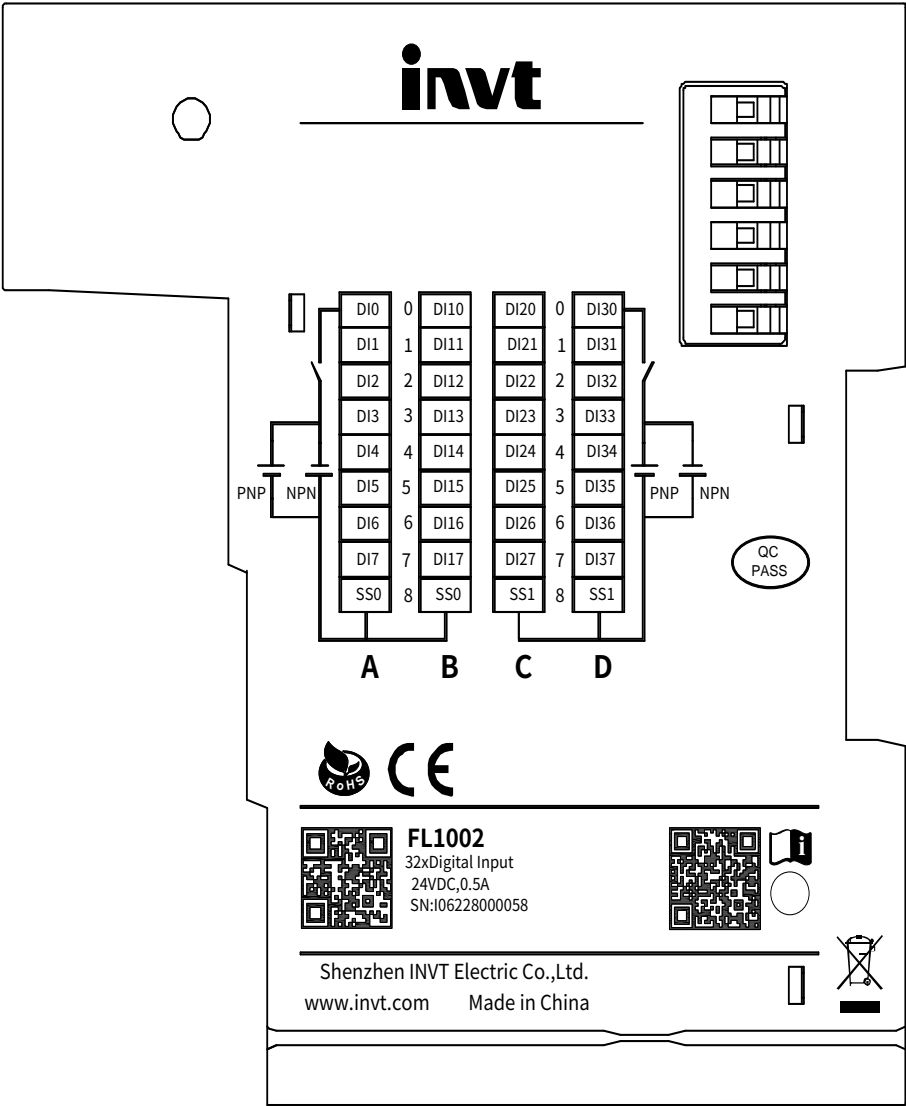 invt
DI0 0 DI10 DI20 0 DI30
DI1 1 DI11 DI21 1 DI31
DI2 2 DI12 DI22 2 DI32
DI3 3 DI13 DI23 3 DI33
DI4 4 DI14 DI24 4 DI34
PNP NPN DI5 5 DI15 DI25 5 DI35 PNP NPN
DI6 6 DI16 DI26 6 DI36
DI7 7 DI17 DI27 7 DI37
SS0 8 SS0 SS1 8 SS1
QC
PASS
A B C D
RoHS CE
FL1002
32xDigital Input
24VDC,0.5A
SN:I06228000058
i
Shenzhen INVT Electric Co.,Ltd.
www.invt.com Made in China